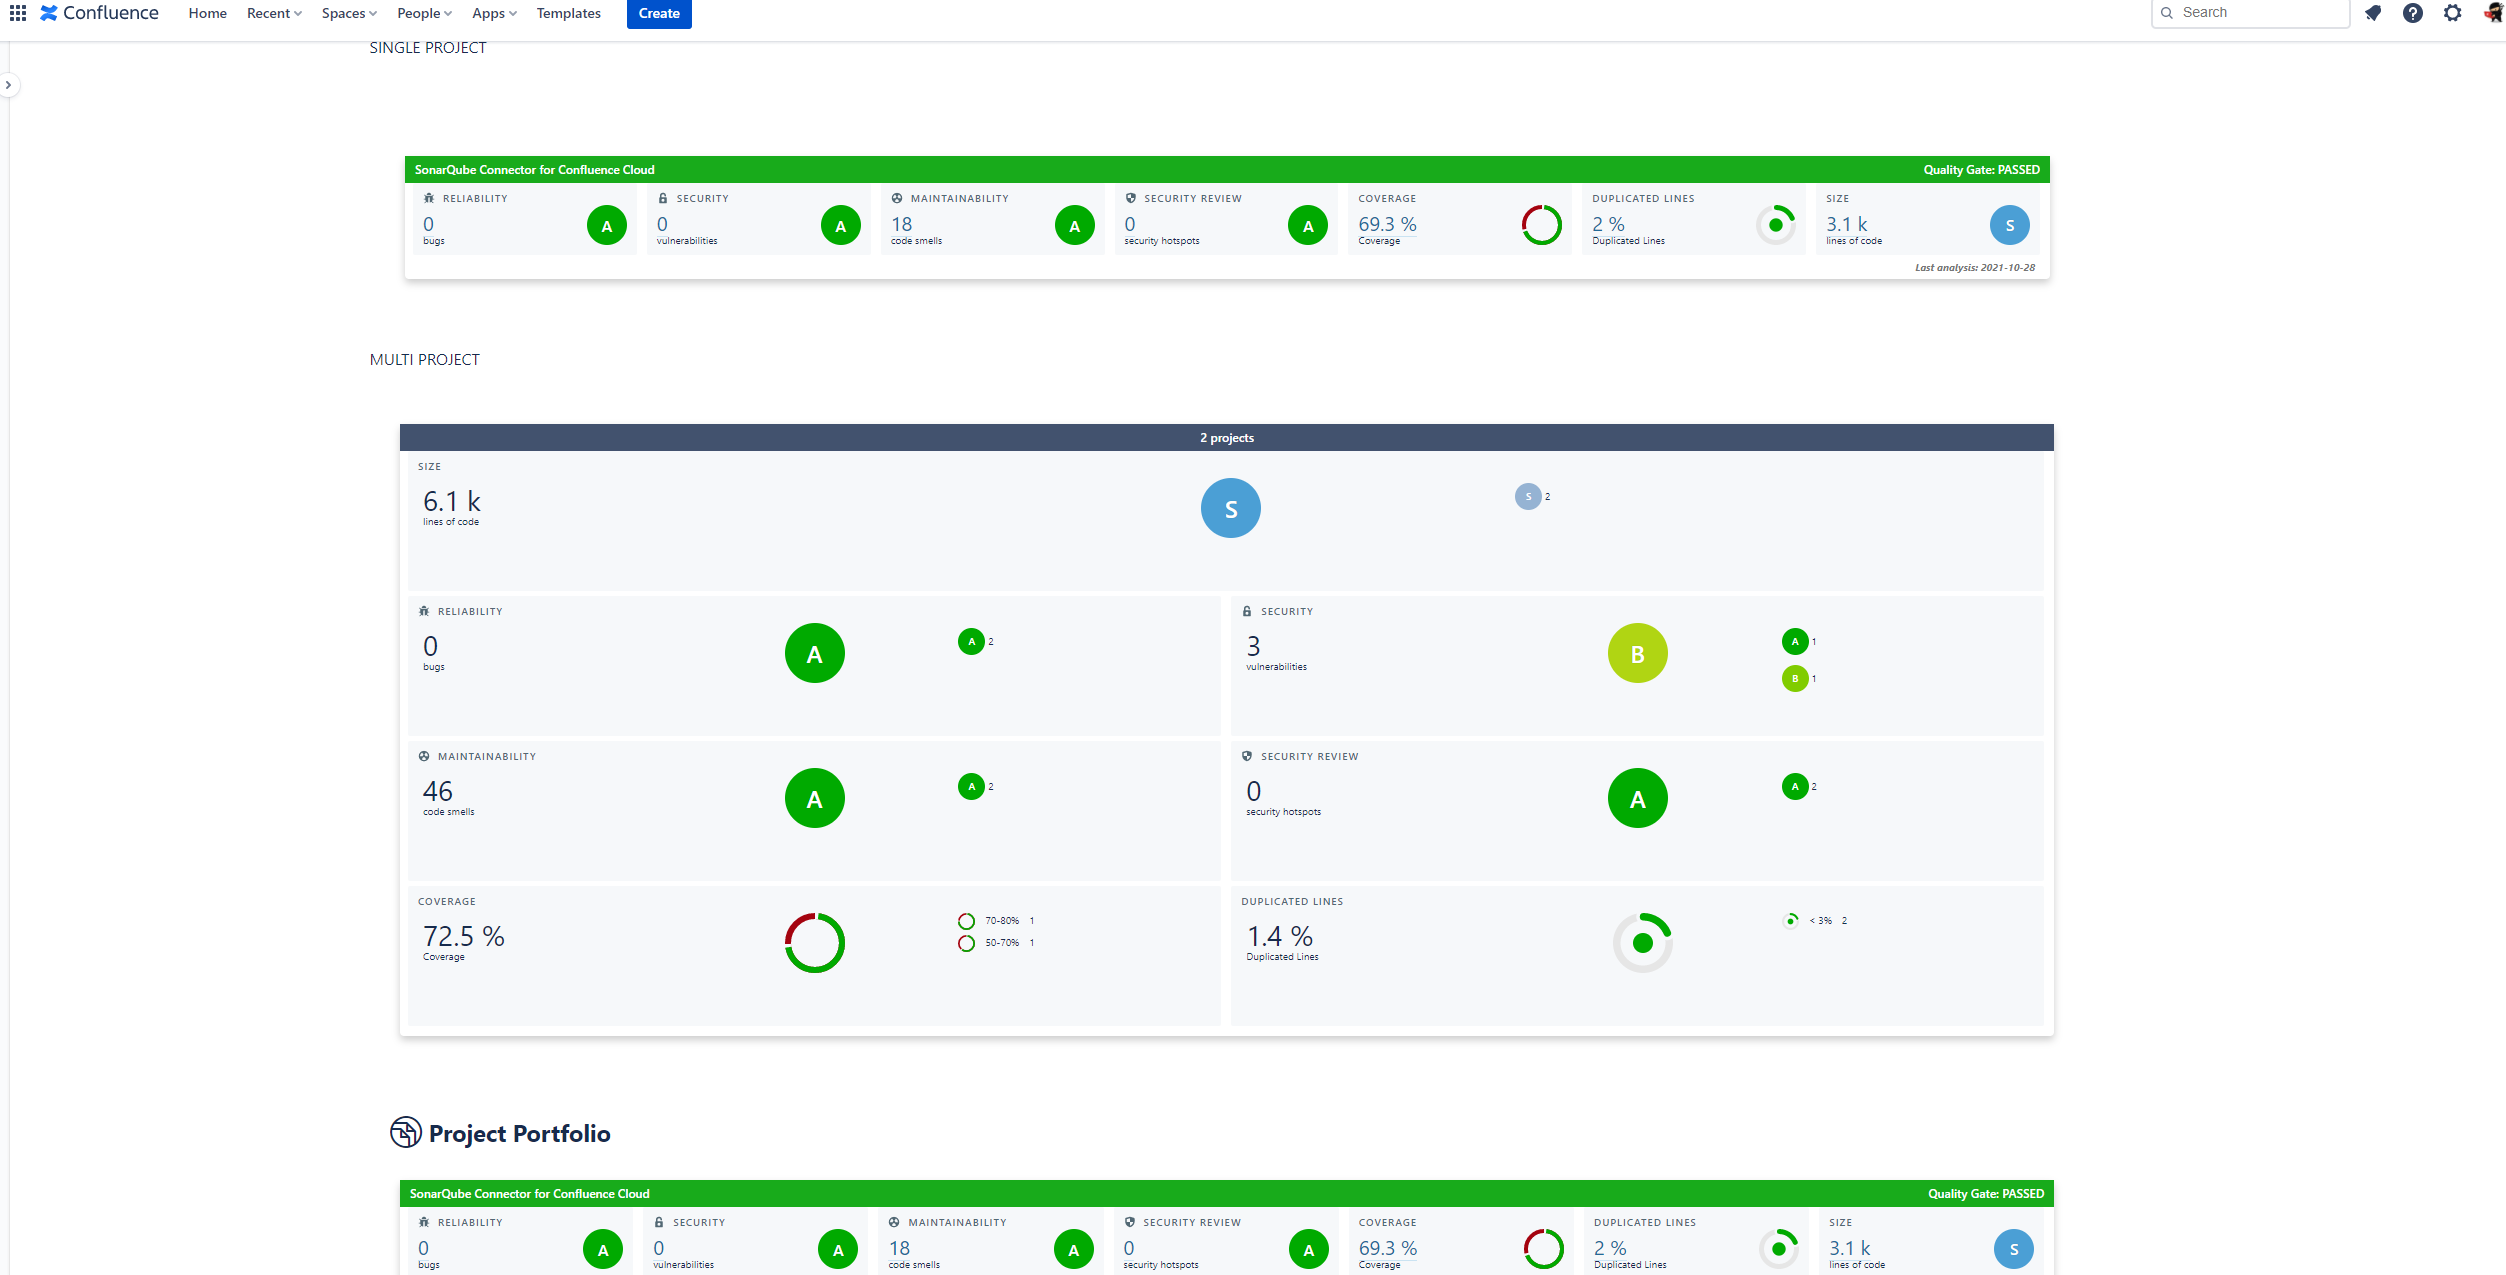 Confluence Home Recent Spaces People Apps Templates Create Search
SINGLE PROJECT
SonarQube Connector for Confluence Cloud Quality Gate: PASSED
RELIABILITY SECURITY MAINTAINABILITY SECURITY REVIEW COVERAGE DUPLICATED LINES SIZE
0 A 0 A 18 A 0 A 69.3 % 2 % 3.1 k S
bugs vulnerabilities code smells security hotspots Coverage Duplicated Lines lines of code
Last analysis: 2021-10-28
MULTI PROJECT
2 projects
SIZE
6.1 k S S 2
lines of code
RELIABILITY SECURITY
0 A A 2 3 B A 1
bugs vulnerabilities B 1
MAINTAINABILITY SECURITY REVIEW
46 A A 2 0 A A 2
code smells security hotspots
COVERAGE DUPLICATED LINES
72.5 % 70-80% 1 1.4 % < 3% 2
Coverage 50-70% 1 Duplicated Lines
Project Portfolio
SonarQube Connector for Confluence Cloud Quality Gate: PASSED
RELIABILITY SECURITY MAINTAINABILITY SECURITY REVIEW COVERAGE DUPLICATED LINES SIZE
0 A 0 A 18 A 0 A 69.3 % 2 % 3.1 k S
bugs vulnerabilities code smells security hotspots Coverage Duplicated Lines lines of code